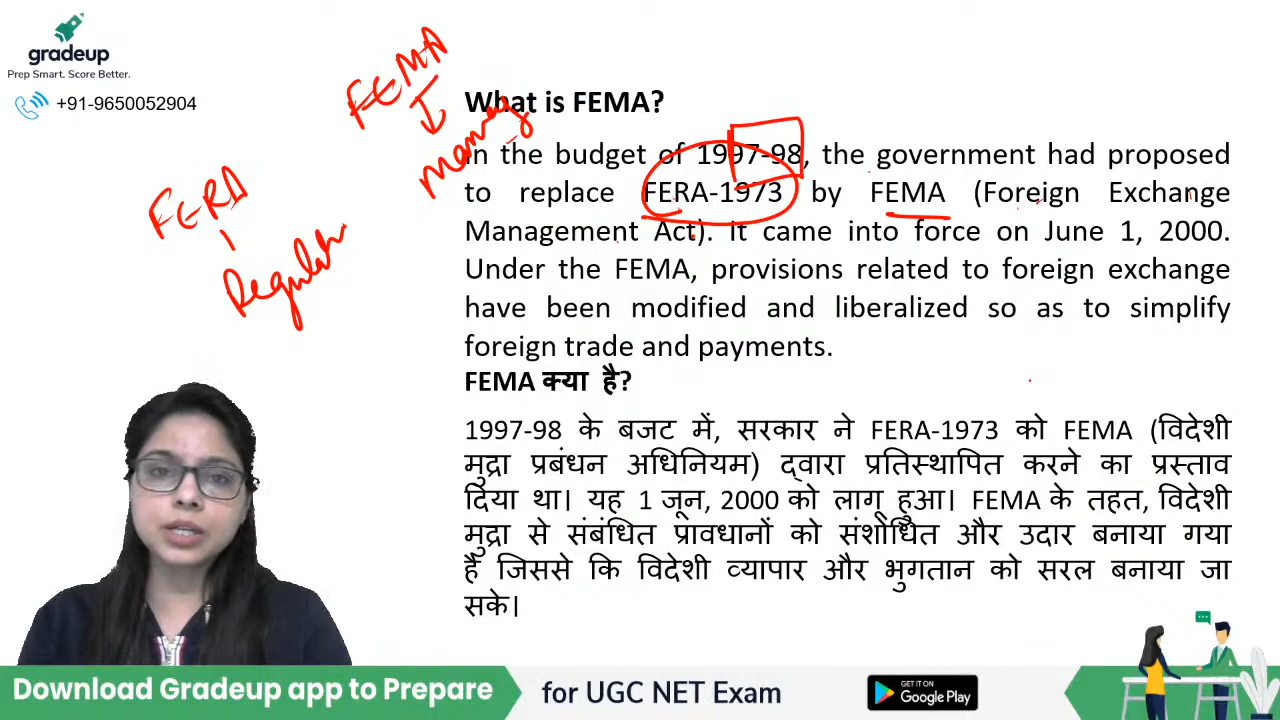 gradeup
Prep Smart. Score Better.
+91-9650052904
FEMA
FERA
What is FEMA?
In the budget of 1997-98, the government had proposed
to replace FERA-1973 by FEMA (Foreign Exchange
Management Act). It came into force on June 1, 2000.
Under the FEMA, provisions related to foreign exchange
have been modified and liberalized so as to simplify
foreign trade and payments.
FEMA क्या है?
1997-98 के बजट में, सरकार ने FERA-1973 को FEMA (विदेशी
मुद्रा प्रबंधन अधिनियम) द्वारा प्रतिस्थापित करने का प्रस्ताव
दिया था। यह 1 जून, 2000 को लागू हुआ। FEMA के तहत, विदेशी
मुद्रा से संबंधित प्रावधानों को संशोधित और उदार बनाया गया
है जिससे कि विदेशी व्यापार और भुगतान को सरल बनाया जा
सके।
Download Gradeup app to Prepare
for UGC NET Exam
GET IT ON
Google Play